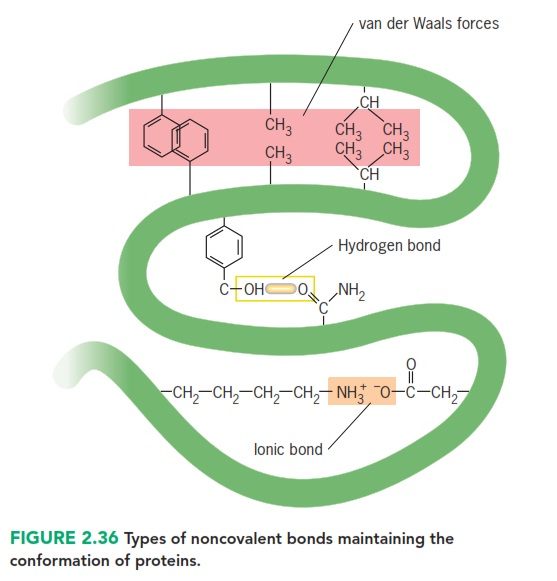 van der Waals forces
CH
CH3 CH3 CH3
CH3 CH3 CH3
CH
Hydrogen bond
C–OH O NH2
C
O
–CH2–CH2–CH2–CH2– NH3+ –O–C–CH2–
Ionic bond
FIGURE 2.36 Types of noncovalent bonds maintaining the
conformation of proteins.